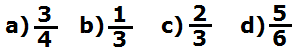 a) 3/4 b) 1/3 c) 2/3 d) 5/6